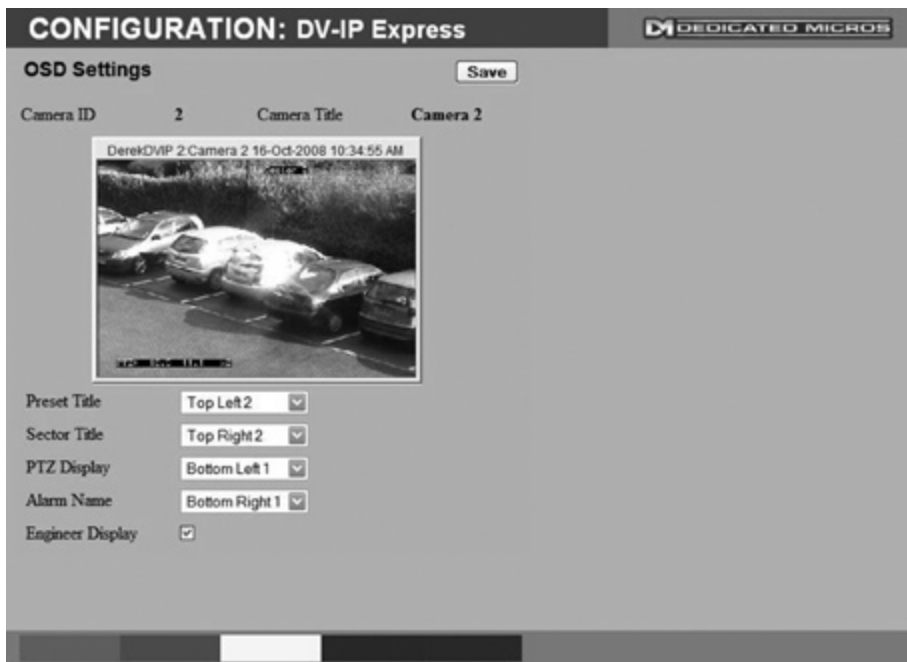 CONFIGURATION: DV-IP Express
DEDICATED MICROS
OSD Settings
Save
Camera ID 2 Camera Title Camera 2
DerekDVIP 2:Camera 2 16-Oct-2008 10:34:55 AM
Preset Title Top Left 2
Sector Title Top Right 2
PTZ Display Bottom Left 1
Alarm Name Bottom Right 1
Engineer Display